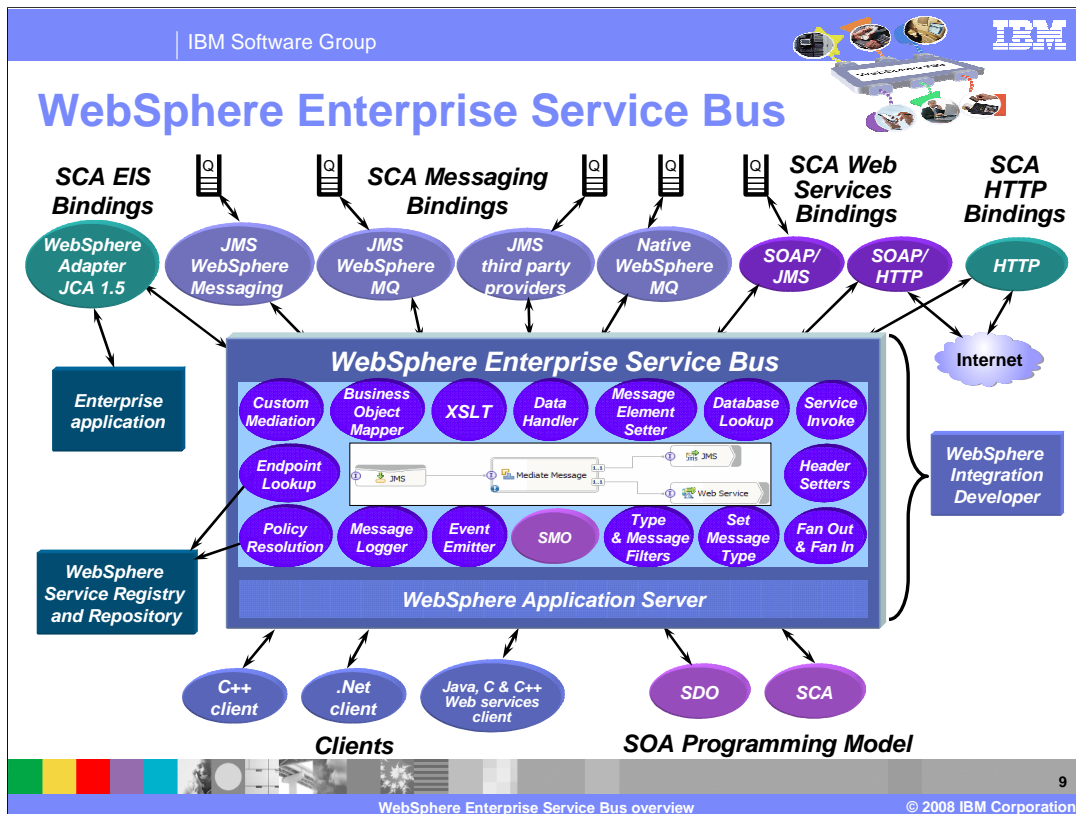 IBM Software Group
IBM
WebSphere Enterprise Service Bus
SCA EIS
Bindings
SCA Messaging
Bindings
SCA Web
Services
Bindings
SCA
HTTP
Bindings
Q
Q
Q
Q
Q
WebSphere
Adapter
JCA 1.5
JMS
WebSphere
Messaging
JMS
WebSphere
MQ
JMS
third party
providers
Native
WebSphere
MQ
SOAP/
JMS
SOAP/
HTTP
HTTP
Internet
Enterprise
application
WebSphere Enterprise Service Bus
Custom
Mediation
Business
Object
Mapper
XSLT
Data
Handler
Message
Element
Setter
Database
Lookup
Service
Invoke
Endpoint
Lookup
JMS
Mediate Message
1..1
1..1
JMS
Web Service
Header
Setters
Policy
Resolution
Message
Logger
Event
Emitter
SMO
Type
& Message
Filters
Set
Message
Type
Fan Out
& Fan In
WebSphere
Integration
Developer
WebSphere
Service Registry
and Repository
WebSphere Application Server
C++
client
.Net
client
Java, C & C++
Web services
client
SDO
SCA
Clients
SOA Programming Model
9
WebSphere Enterprise Service Bus overview
© 2008 IBM Corporation